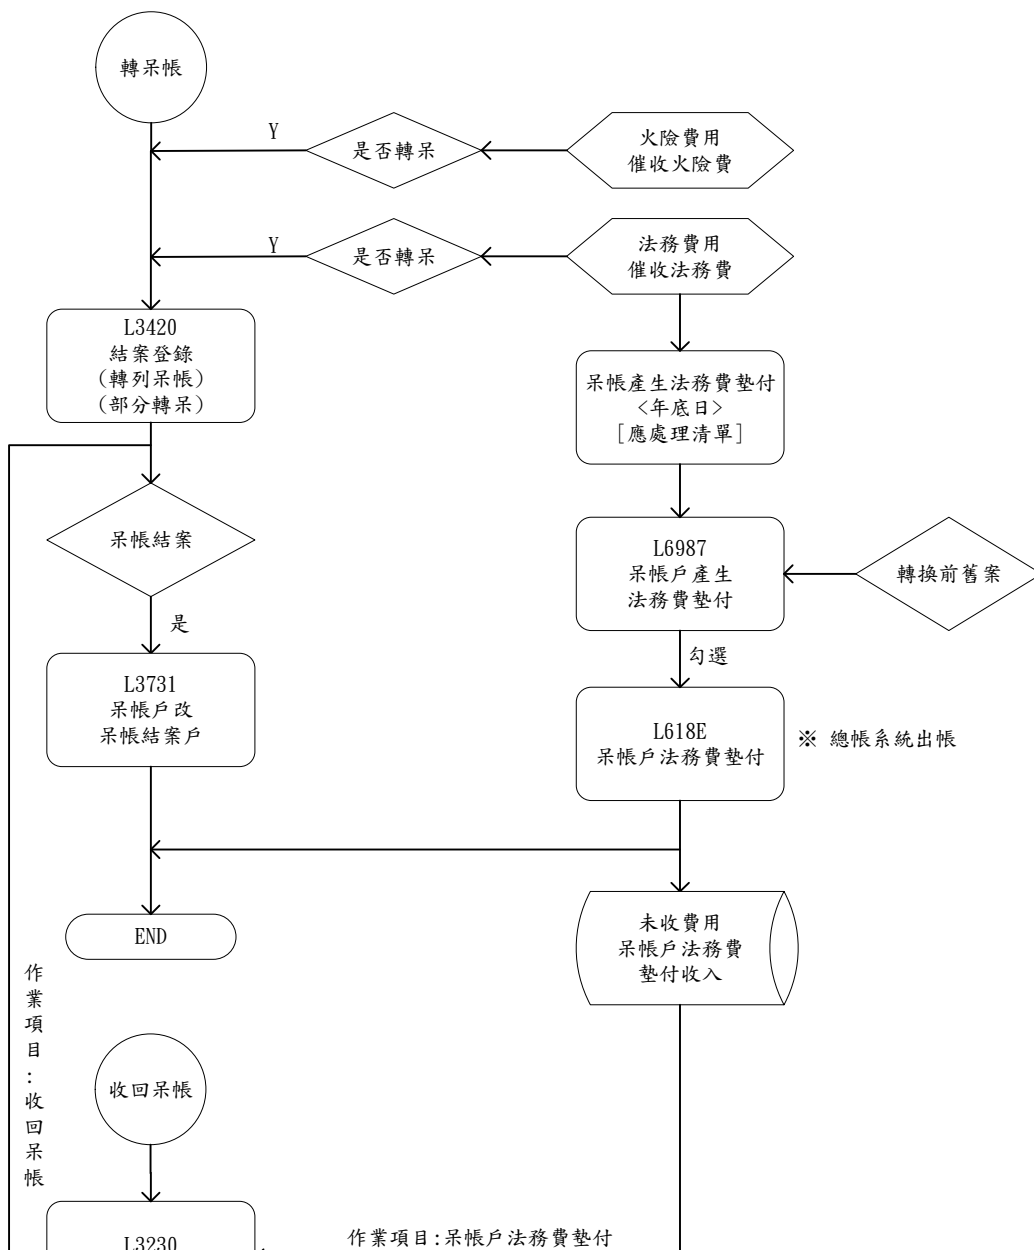 轉呆帳
Y
是否轉呆
火險費用
催收火險費
Y
是否轉呆
法務費用
催收法務費
L3420
結案登錄
(轉列呆帳)
(部分轉呆)
呆帳產生法務費墊付
<年底日>
[應處理清單]
呆帳結案
L6987
呆帳戶產生
法務費墊付
轉換前舊案
是
勾選
L3731
呆帳戶改
呆帳結案戶
L618E
呆帳戶法務費墊付
※ 總帳系統出帳
END
未收費用
呆帳戶法務費
墊付收入
作業項目:收回呆帳
收回呆帳
L3230
作業項目:呆帳戶法務費墊付